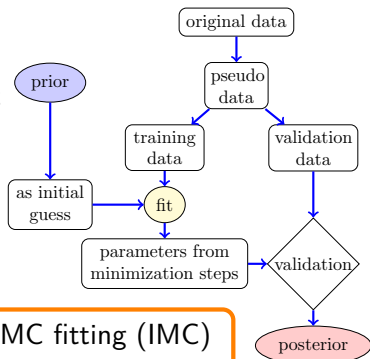 original data
pseudo
data
prior
training
data
validation
data
as initial
guess
fit
parameters from
minimization steps
validation
MC fitting (IMC)
posterior